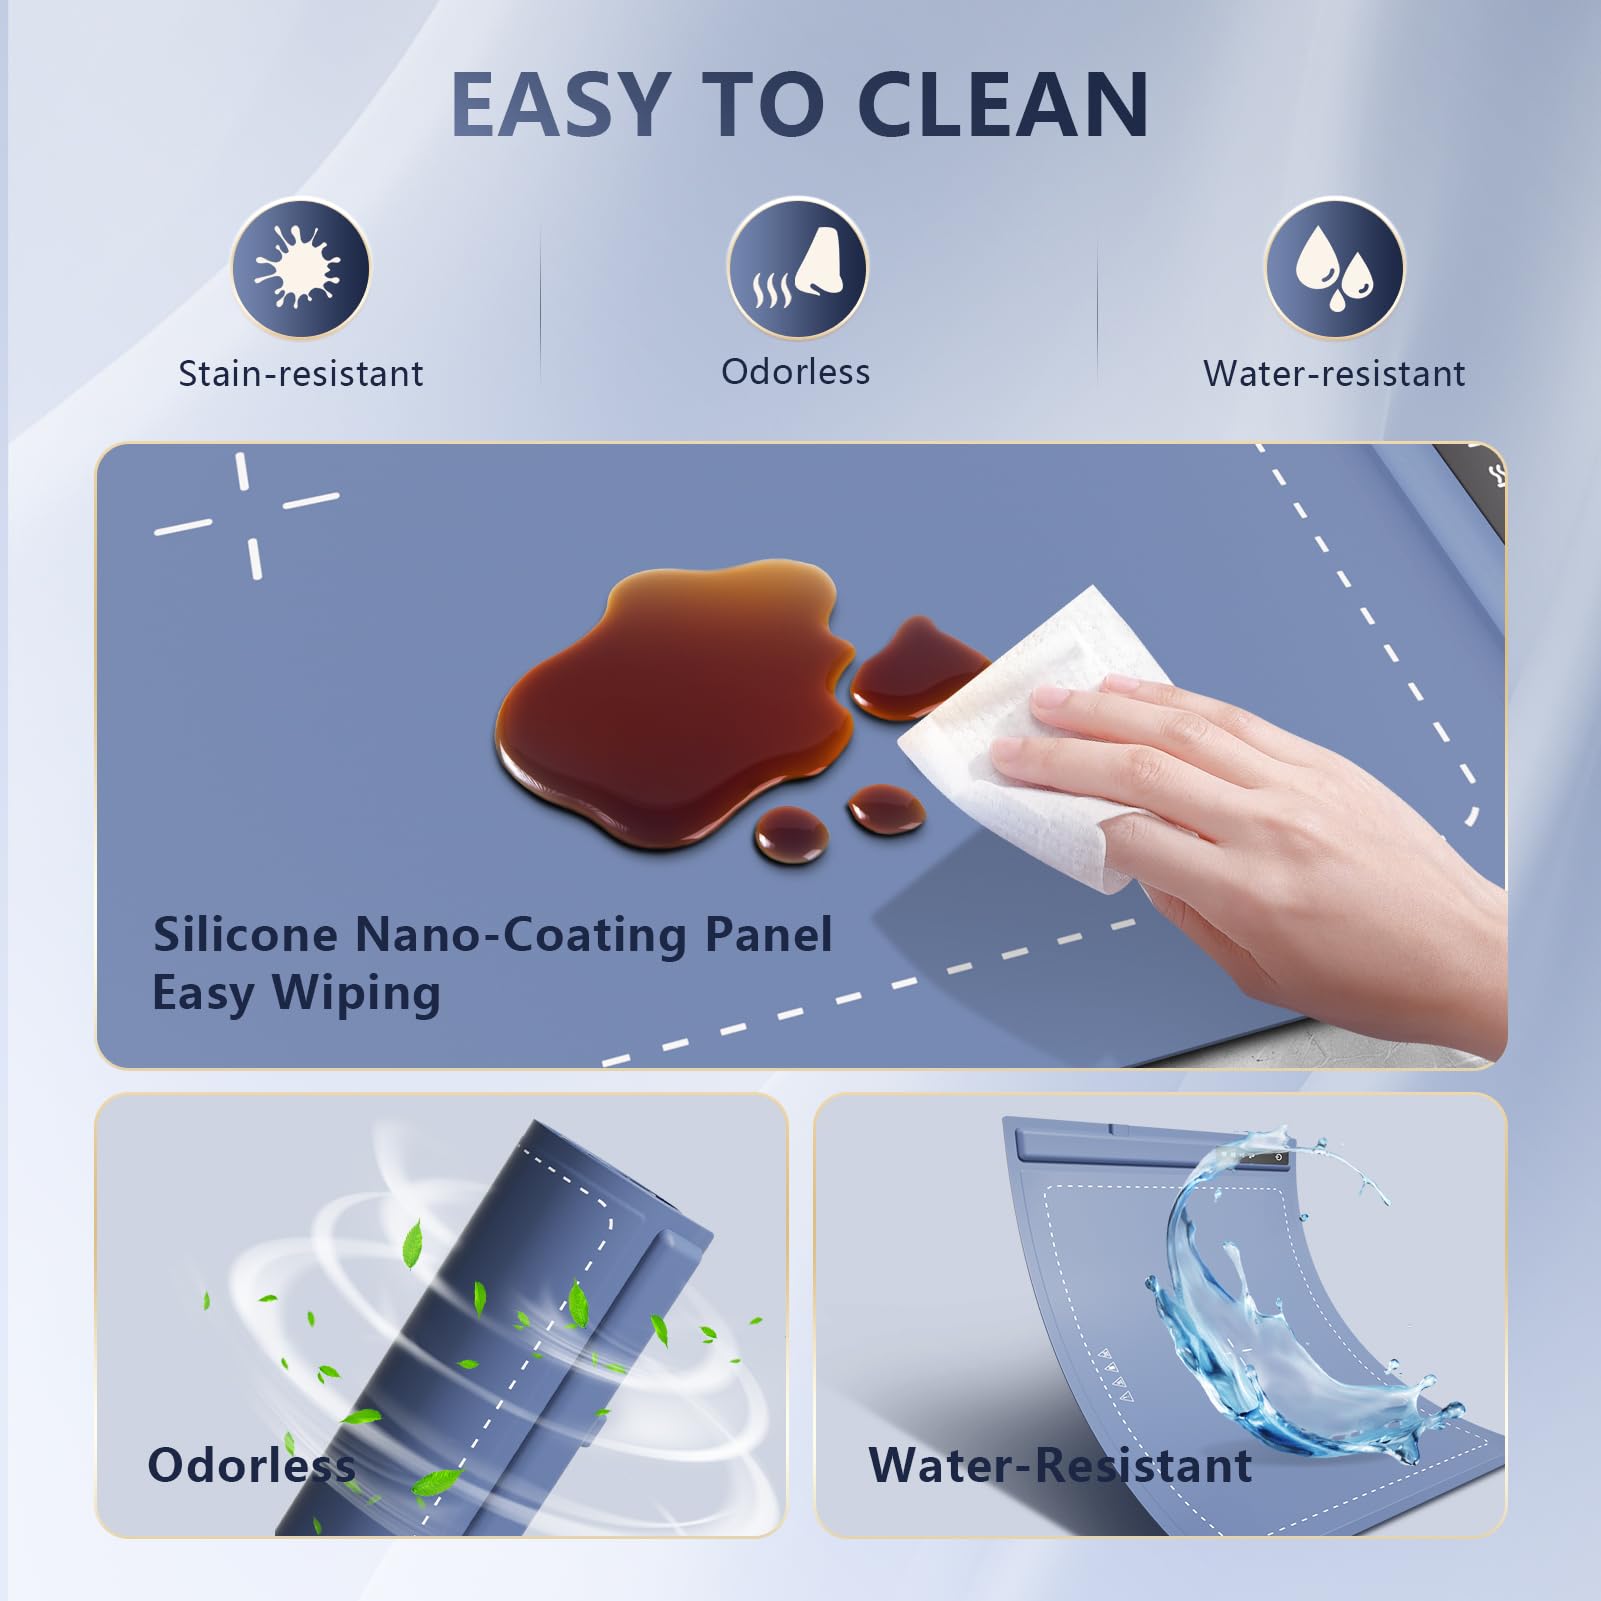 EASY TO CLEAN
Stain-resistant
Odorless
Water-resistant
Silicone Nano-Coating Panel
Easy Wiping
Odorless
Water-Resistant